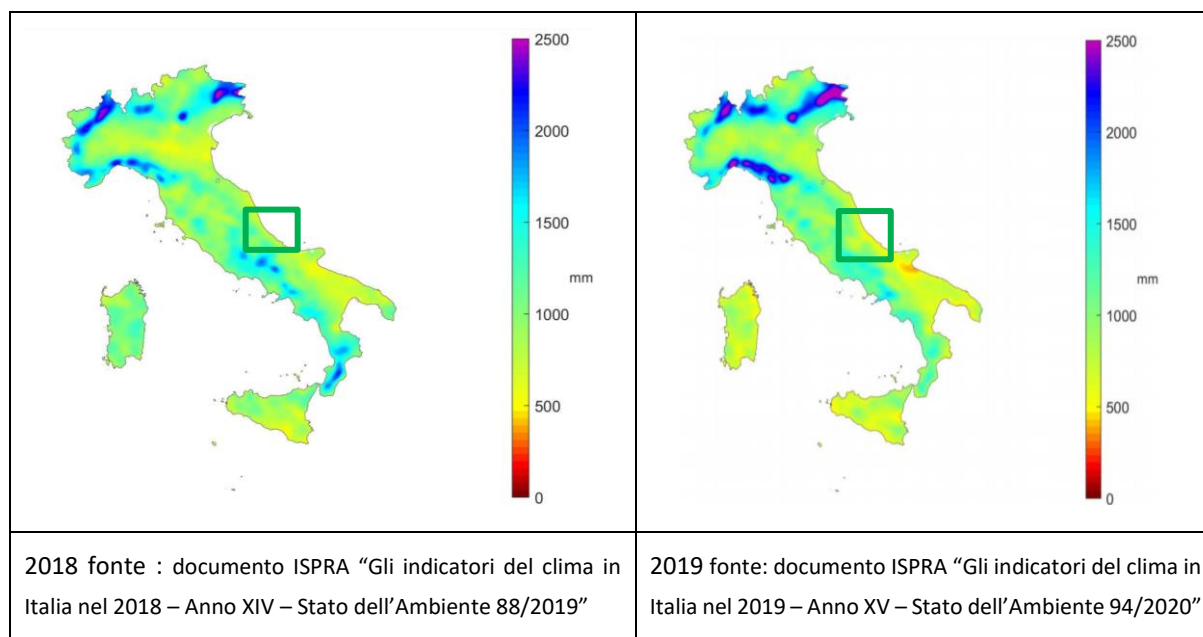 2500
2000
1500
mm
1000
500
0
2500
2000
1500
mm
1000
500
0
2018 fonte : documento ISPRA “Gli indicatori del clima in
Italia nel 2018 – Anno XIV – Stato dell’Ambiente 88/2019”
2019 fonte: documento ISPRA “Gli indicatori del clima in
Italia nel 2019 – Anno XV – Stato dell’Ambiente 94/2020”